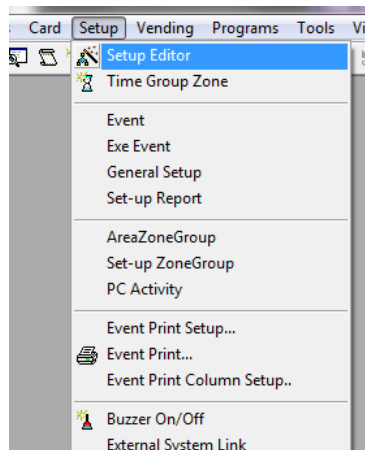 Card Setup Vending Programs Tools
Setup Editor
Time Group Zone
Event
Exe Event
General Setup
Set-up Report
AreaZoneGroup
Set-up ZoneGroup
PC Activity
Event Print Setup...
Event Print...
Event Print Column Setup..
Buzzer On/Off
External System Link